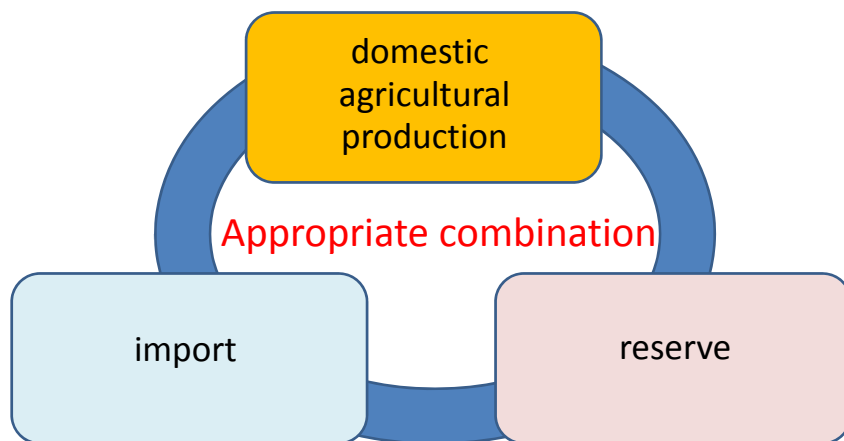 domestic
agricultural
production
Appropriate combination
import
reserve